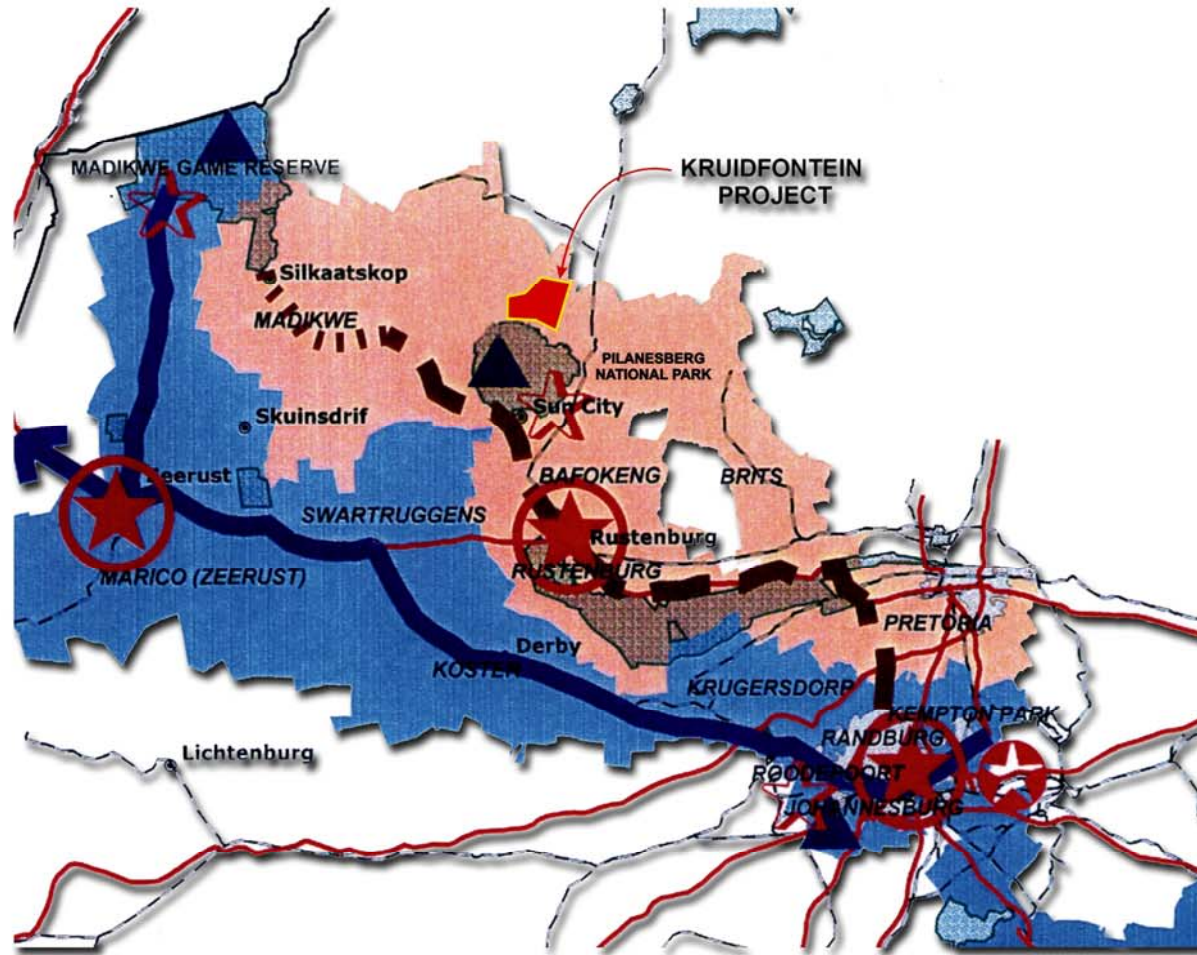 MADIKWE GAME RESERVE
KRUIDFONTEIN
PROJECT
Silkaatskop
MADIKWE
PILANESBERG
NATIONAL PARK
Sun City
Skuinsdrif
Zeerust
BAFOKENG
BRITS
SWARTRUGGENS
Rustenburg
RUSTENBURG
MARICO (ZEERUST)
PRETORIA
Derby
KOSTER
KRUGERSDORP
KEMPTON PARK
RANDBURG
Lichtenburg
ROODEPOORT
JOHANNESBURG